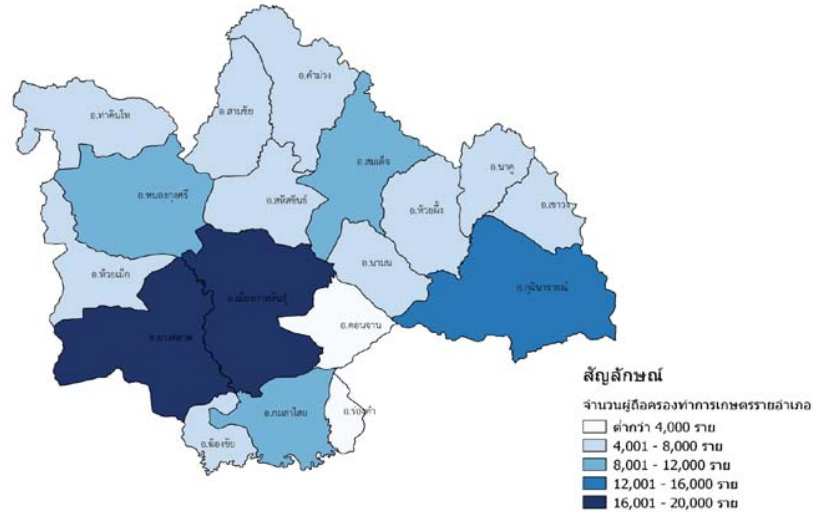 อ.คำม่วง
อ.ท่าคันโท
อ.สามชัย
อ.สมเด็จ
อ.นาคู
อ.หนองกุงศรี
อ.สหัสขันธ์
อ.ห้วยผึ้ง
อ.เขาวง
อ.นามน
อ.ห้วยเม็ก
อ.กุฉินารายณ์
อ.เมืองกาฬสินธุ์
อ.ดอนจาน
อ.ยางตลาด
อ.กมลาไสย
อ.ร่องคำ
อ.ฆ้องชัย
สัญลักษณ์
จำนวนผู้ถือครองทำการเกษตรรายอำเภอ
ต่ำกว่า 4,000 ราย
4,001 - 8,000 ราย
8,001 - 12,000 ราย
12,001 - 16,000 ราย
16,001 - 20,000 ราย